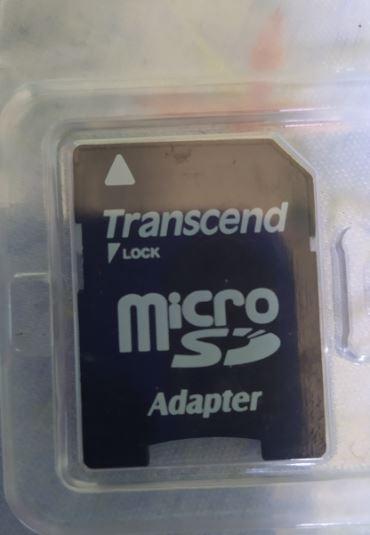 Transcend
LOCK
micro
SD
Adapter